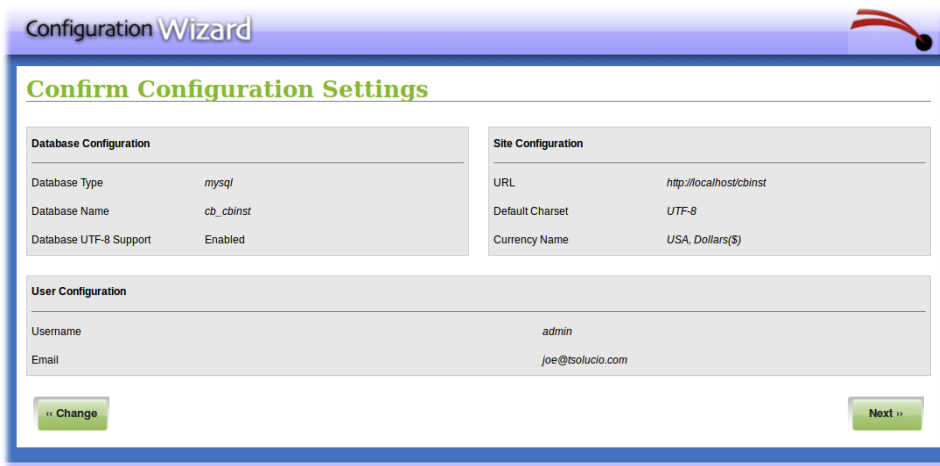 Configuration Wizard
Confirm Configuration Settings
Database Configuration
Database Type mysql
Database Name cb_cbinst
Database UTF-8 Support Enabled
Site Configuration
URL http://localhost/cbinst
Default Charset UTF-8
Currency Name USA, Dollars($)
User Configuration
Username admin
Email joe@tsolucio.com
‹‹ Change
Next ››